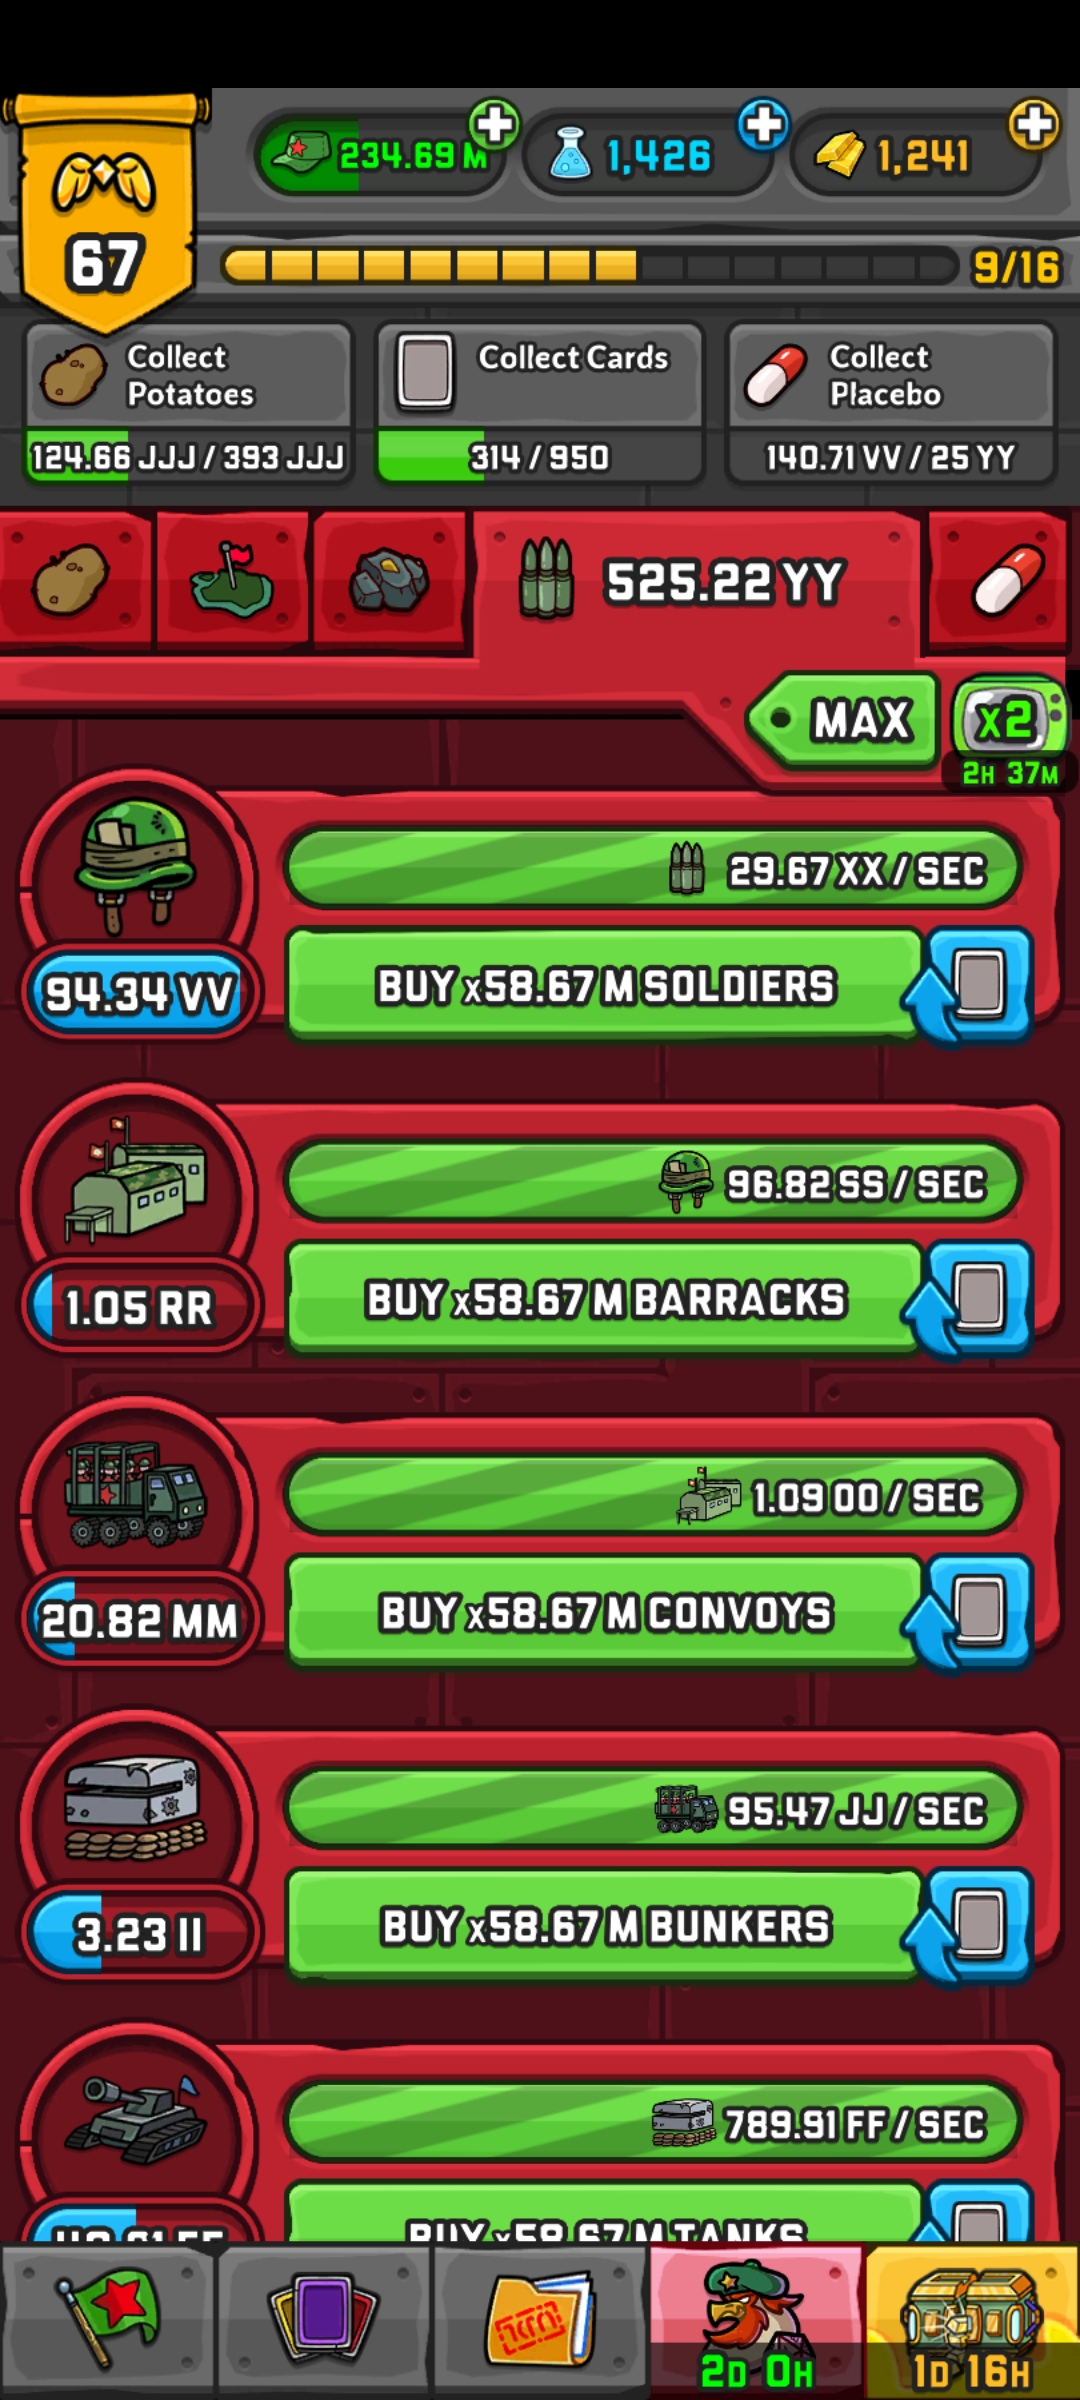 234.69 M
1,426
1,241
67
9/16
Collect
Potatoes
124.66 JJJ / 393 JJJ
Collect Cards
314 / 950
Collect
Placebo
140.71 VV / 25 YY
525.22 YY
MAX
x2
2H 37M
29.67 XX / SEC
94.34 VV
BUY x58.67 M SOLDIERS
96.82 SS / SEC
1.05 RR
BUY x58.67 M BARRACKS
1.09 OO / SEC
20.82 MM
BUY x58.67 M CONVOYS
95.47 JJ / SEC
3.23 II
BUY x58.67 M BUNKERS
789.91 FF / SEC
BUY x58.67 M TANKS
2D 0H
1D 16H